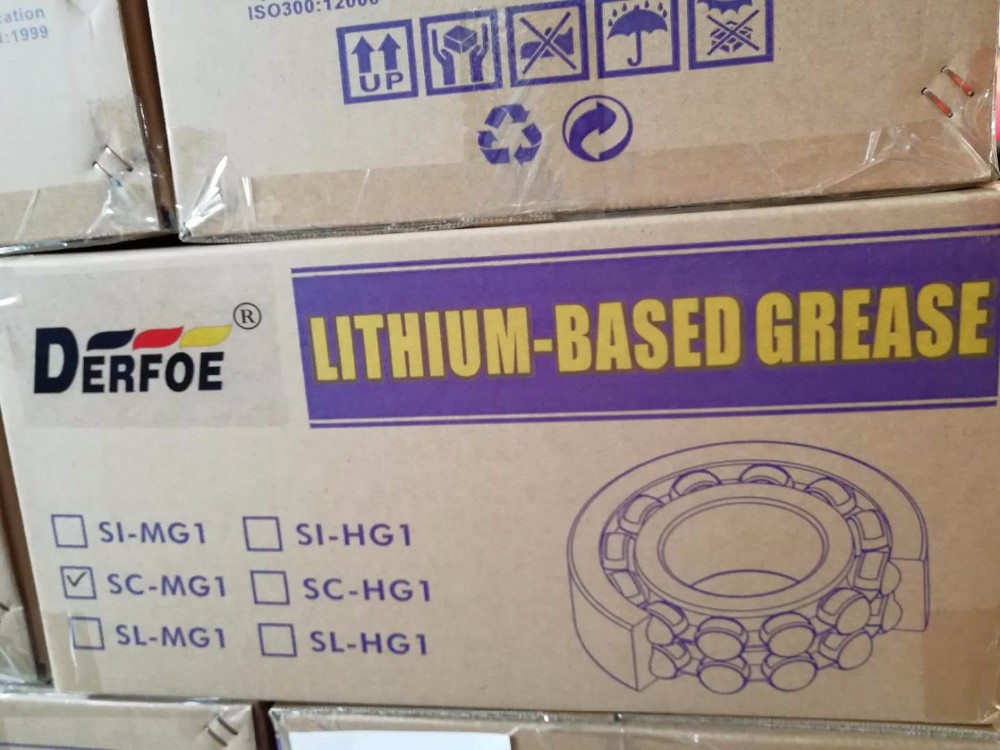 ISO300:12000
:1999
UP
DERFOE®
LITHIUM-BASED GREASE
SI-MG1
SI-HG1
SC-MG1
SC-HG1
SL-MG1
SL-HG1